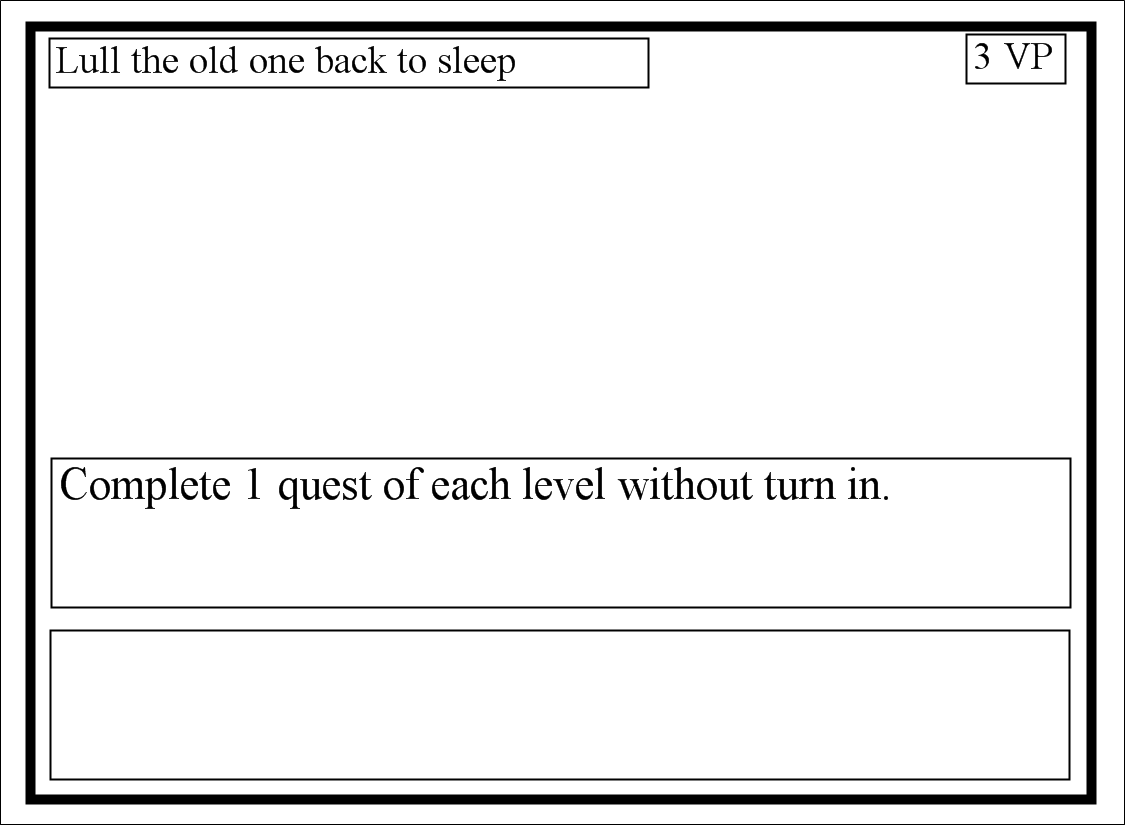 Lull the old one back to sleep
3 VP
Complete 1 quest of each level without turn in.